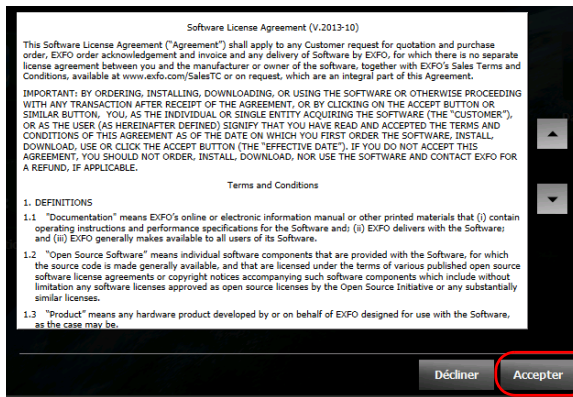 Software License Agreement (V.2013-10)
This Software License Agreement ("Agreement") shall apply to any Customer request for quotation and purchase
order, EXFO order acknowledgement and invoice and any delivery of Software by EXFO, for which there is no separate
license agreement between you and the manufacturer or owner of the software, together with EXFO's Sales Terms and
Conditions, available at www.exfo.com/SalesTC or on request, which are an integral part of this Agreement.
IMPORTANT: BY ORDERING, INSTALLING, DOWNLOADING, OR USING THE SOFTWARE OR OTHERWISE PROCEEDING
WITH ANY TRANSACTION AFTER RECEIPT OF THE AGREEMENT, OR BY CLICKING ON THE ACCEPT BUTTON OR
SIMILAR BUTTON, YOU, AS THE INDIVIDUAL OR SINGLE ENTITY ACQUIRING THE SOFTWARE (THE "CUSTOMER"),
OR AS THE USER (AS HEREINAFTER DEFINED) SIGNIFY THAT YOU HAVE READ AND ACCEPTED THE TERMS AND
CONDITIONS OF THIS AGREEMENT AS OF THE DATE ON WHICH YOU FIRST ORDER THE SOFTWARE, INSTALL,
DOWNLOAD, USE OR CLICK THE ACCEPT BUTTON (THE "EFFECTIVE DATE"). IF YOU DO NOT ACCEPT THIS
AGREEMENT, YOU SHOULD NOT ORDER, INSTALL, DOWNLOAD, NOR USE THE SOFTWARE AND CONTACT EXFO FOR
A REFUND, IF APPLICABLE.
Terms and Conditions
1. DEFINITIONS
1.1 "Documentation" means EXFO's online or electronic information manual or other printed materials that (i) contain
operating instructions and performance specifications for the Software and; (ii) EXFO delivers with the Software;
and (iii) EXFO generally makes available to all users of its Software.
1.2 "Open Source Software" means individual software components that are provided with the Software, for which
the source code is made generally available, and that are licensed under the terms of various published open source
software license agreements or copyright notices accompanying such software components which include without
limitation any software licenses approved as open source licenses by the Open Source Initiative or any substantially
similar licenses.
1.3 "Product" means any hardware product developed by or on behalf of EXFO designed for use with the Software,
as the case may be.
Décliner
Accepter